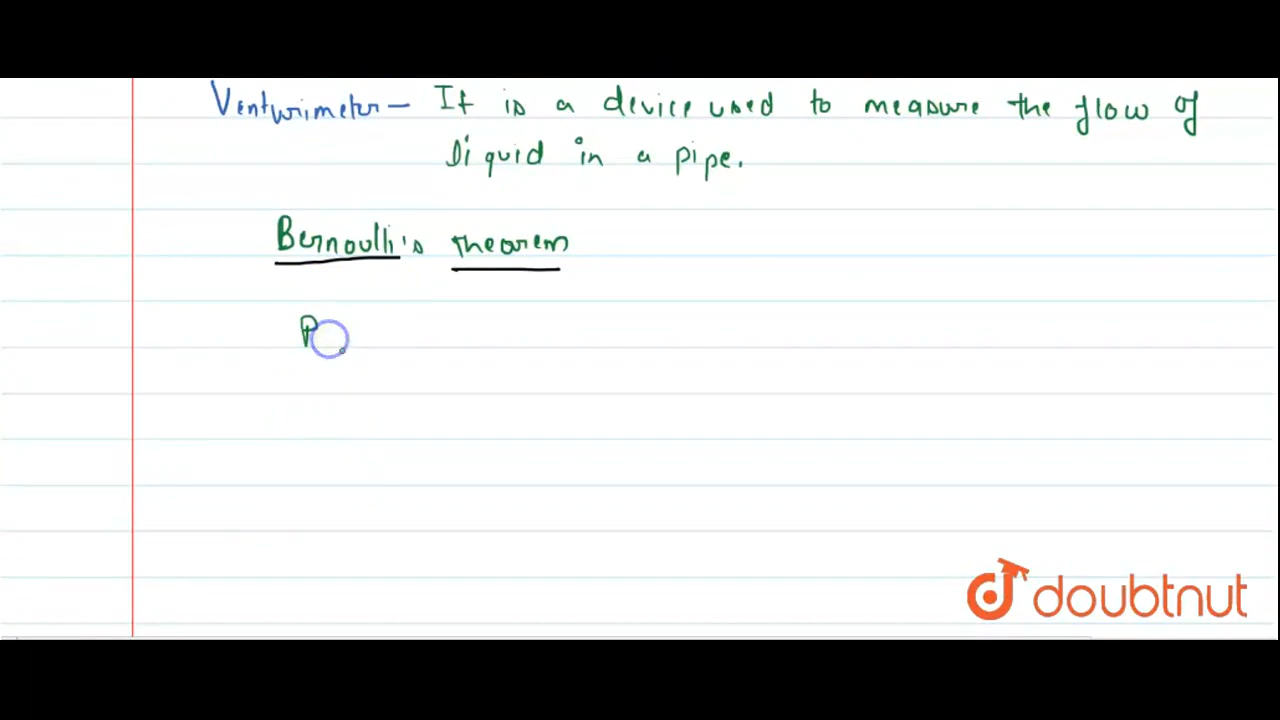 Venturimeter – It is a device used to measure the flow of
liquid in a pipe.
Bernoulli's theorem
P
doubtnut